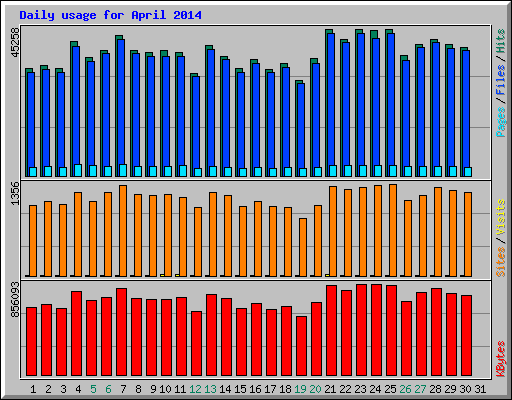 Daily usage for April 2014
45258
Pages / Files / Hits
1356
Sites / Visits
856093
KBytes
1 2 3 4 5 6 7 8 9 10 11 12 13 14 15 16 17 18 19 20 21 22 23 24 25 26 27 28 29 30 31